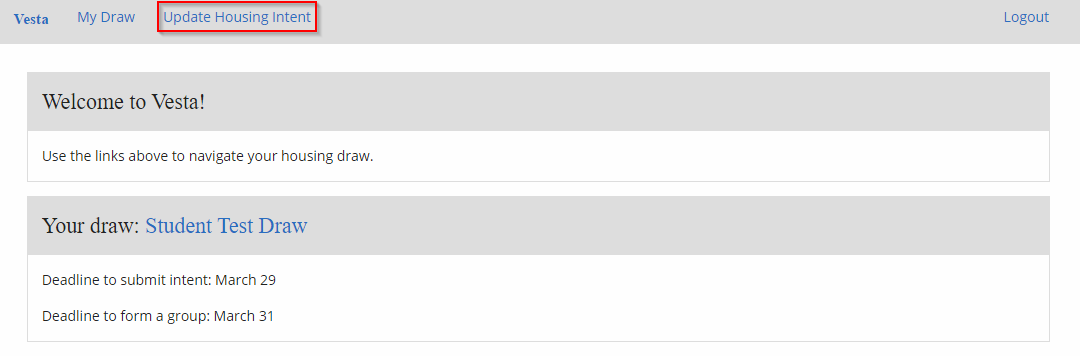 Vesta My Draw Update Housing Intent Logout
Welcome to Vesta!
Use the links above to navigate your housing draw.
Your draw: Student Test Draw
Deadline to submit intent: March 29
Deadline to form a group: March 31